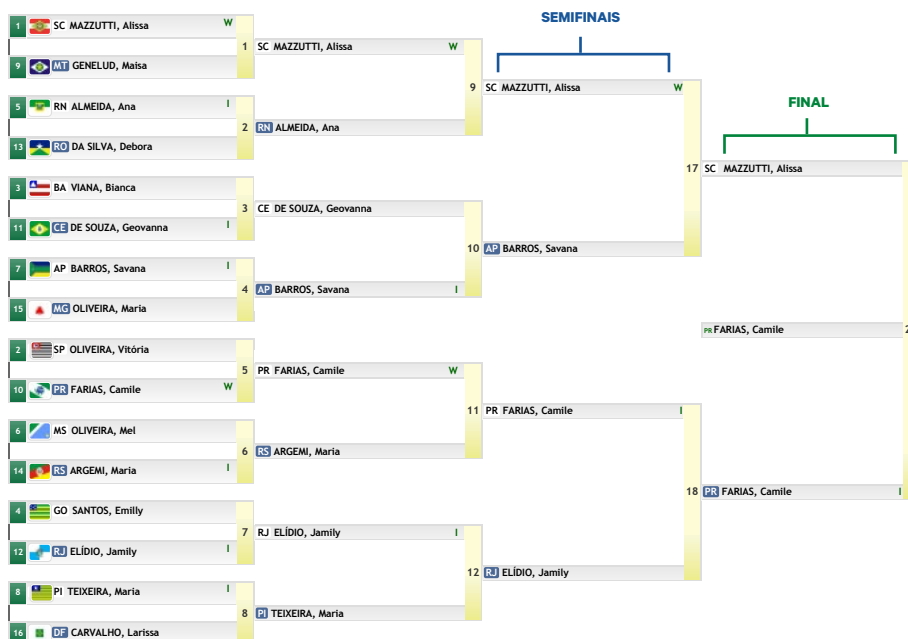 SEMIFINAIS
FINAL
1 SC MAZZUTTI, Alissa W
9 MT GENELUD, Maisa
1 SC MAZZUTTI, Alissa W
5 RN ALMEIDA, Ana I
13 RO DA SILVA, Debora
2 RN ALMEIDA, Ana
9 SC MAZZUTTI, Alissa W
3 BA VIANA, Bianca
11 CE DE SOUZA, Geovanna I
3 CE DE SOUZA, Geovanna
7 AP BARROS, Savana I
15 MG OLIVEIRA, Maria
4 AP BARROS, Savana I
10 AP BARROS, Savana
17 SC MAZZUTTI, Alissa
2 SP OLIVEIRA, Vitória
10 PR FARIAS, Camile W
5 PR FARIAS, Camile W
6 MS OLIVEIRA, Mel
14 RS ARGEMI, Maria I
6 RS ARGEMI, Maria
11 PR FARIAS, Camile I
4 GO SANTOS, Emilly
12 RJ ELÍDIO, Jamily I
7 RJ ELÍDIO, Jamily I
8 PI TEIXEIRA, Maria I
16 DF CARVALHO, Larissa
8 PI TEIXEIRA, Maria
12 RJ ELÍDIO, Jamily
18 PR FARIAS, Camile I
PR FARIAS, Camile